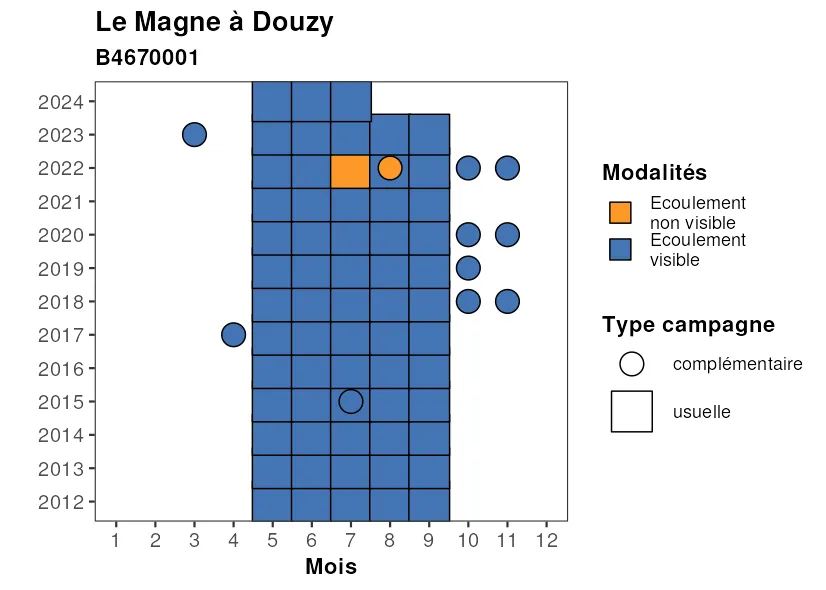 Le Magne à Douzy
B4670001
2024
2023
2022
2021
2020
2019
2018
2017
2016
2015
2014
2013
2012
1 2 3 4 5 6 7 8 9 10 11 12
Mois
Modalités
Ecoulement
non visible
Ecoulement
visible
Type campagne
complémentaire
usuelle